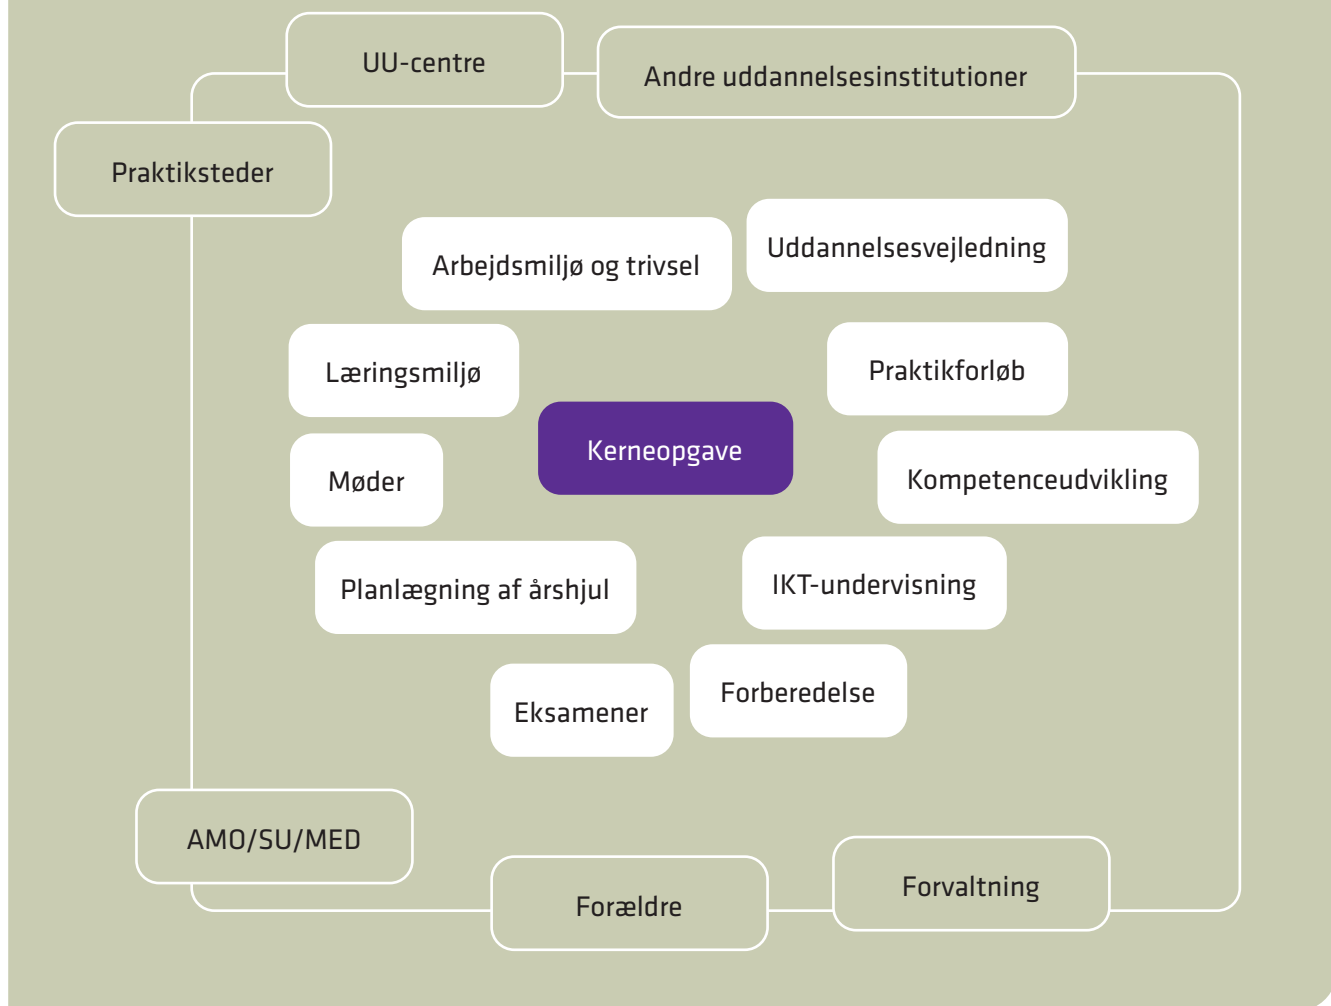 UU-centre
Andre uddannelsesinstitutioner
Praktiksteder
Arbejdsmiljø og trivsel
Uddannelsesvejledning
Læringsmiljø
Praktikforløb
Kerneopgave
Møder
Kompetenceudvikling
Planlægning af årshjul
IKT-undervisning
Eksamener
Forberedelse
AMO/SU/MED
Forældre
Forvaltning